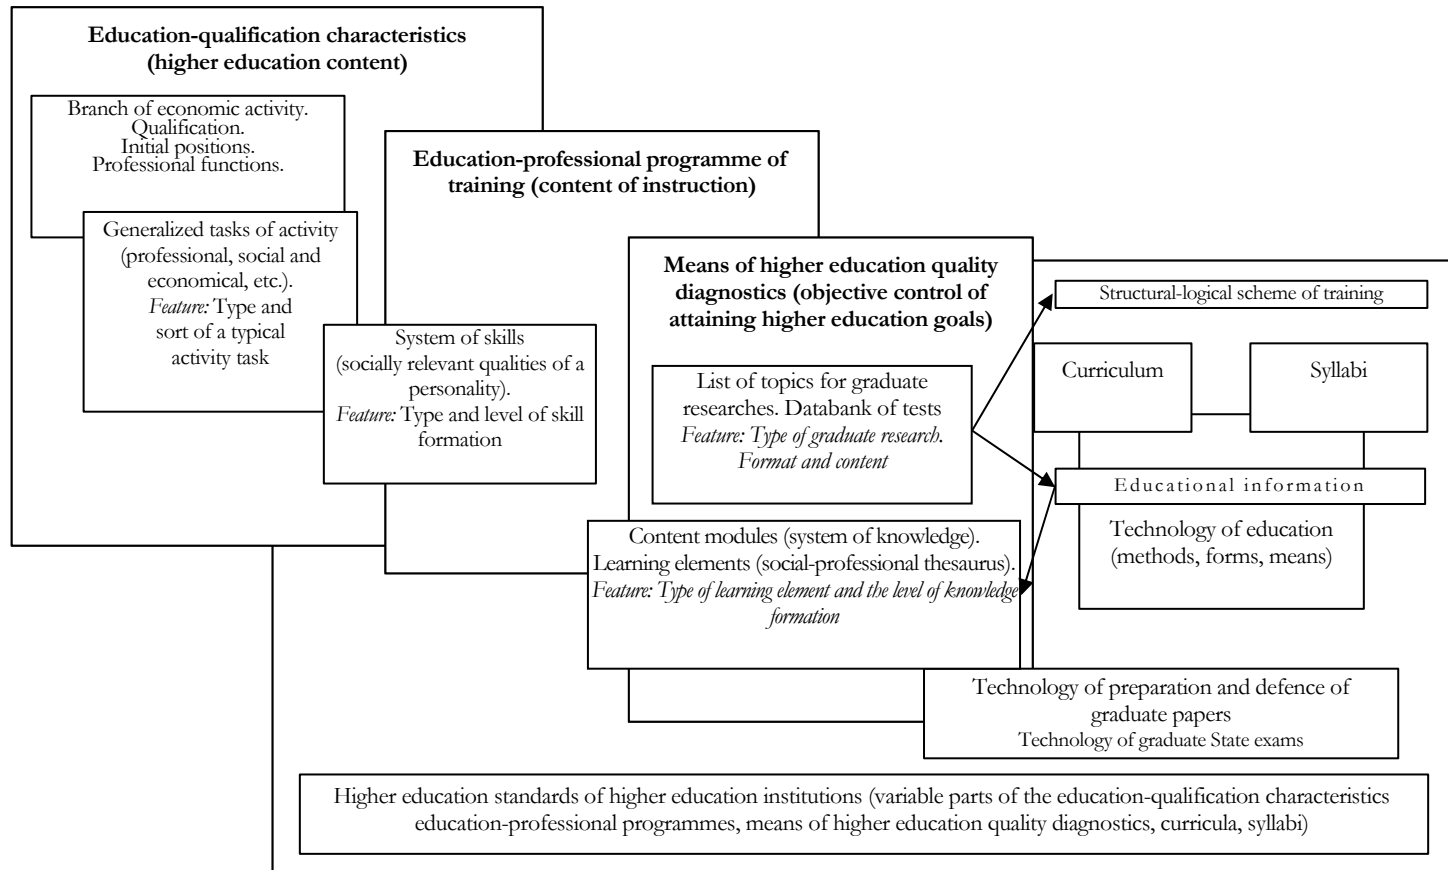 Education-qualification characteristics
(higher education content)
Branch of economic activity.
Qualification.
Initial positions.
Professional functions.
Generalized tasks of activity
(professional, social and
economical, etc.).
Feature: Type and
sort of a typical
activity task
Education-professional programme of
training (content of instruction)
System of skills
(socially relevant qualities of a
personality).
Feature: Type and level of skill
formation
Means of higher education quality
diagnostics (objective control of
attaining higher education goals)
List of topics for graduate
researches. Databank of tests
Feature: Type of graduate research.
Format and content
Content modules (system of knowledge).
Learning elements (social-professional thesaurus).
Feature: Type of learning element and the level of knowledge
formation
Structural-logical scheme of training
Curriculum
Syllabi
Educational information
Technology of education
(methods, forms, means)
Technology of preparation and defence of
graduate papers
Technology of graduate State exams
Higher education standards of higher education institutions (variable parts of the education-qualification characteristics
education-professional programmes, means of higher education quality diagnostics, curricula, syllabi)